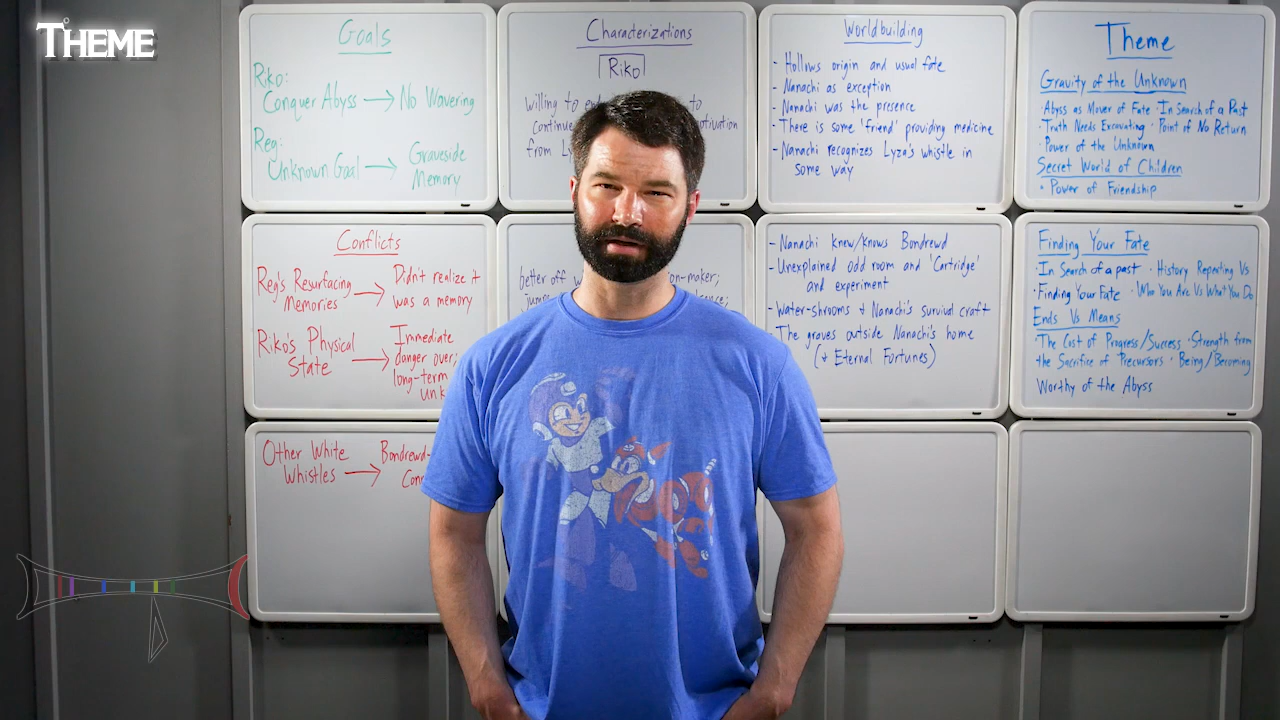 THEME
Goals
Riko:
Conquer Abyss → No Wavering
Reg:
Unknown Goal → Graveside
Memory
Conflicts
Reg's Resurfacing
Memories → Didn't realize it
was a memory
Riko's Physical
State → Immediate
danger over;
long-term
Other White
Whistles → Bondrewd-
Characterizations
Riko
Willing to
to
continue
motivation
from
better off
-maker;
Worldbuilding
- Hollows origin and usual fate
- Nanachi as exception
- Nanachi was the presence
- There is some 'friend' providing medicine
- Nanachi recognizes Lyza's whistle in
some way
- Nanachi knew/knows Bondrewd
- Unexplained odd room and 'Cartridge'
and experiment
- Water-shrooms + Nanachi's survival craft
- The graves outside Nanachi's home
(+ Eternal Fortunes)
Theme
Gravity of the Unknown
· Abyss as Mover of Fate · In Search of a Past
· Truth Needs Excavating · Point of No Return
· Power of the Unknown
Secret World of Children
· Power of Friendship
Finding Your Fate
· In Search of a past · History Repeating Vs
· Finding Your Fate · Who You Are Vs What You Do
Ends Vs Means
· The Cost of Progress/Success · Strength from
the Sacrifice of Precursors · Being/Becoming
Worthy of the Abyss